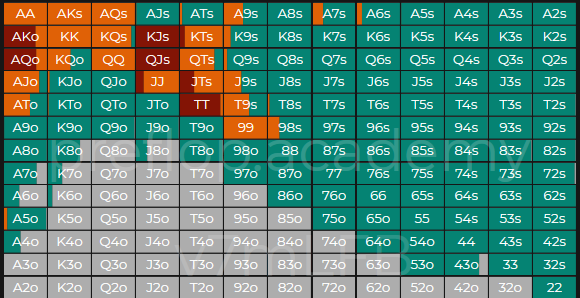 AA AKs AQs AJs ATs A9s A8s A7s A6s A5s A4s A3s A2s
AKo KK KQs KJs KTs K9s K8s K7s K6s K5s K4s K3s K2s
AQo KQo QQ QJs QTs Q9s Q8s Q7s Q6s Q5s Q4s Q3s Q2s
AJo KJo QJo JJ JTs J9s J8s J7s J6s J5s J4s J3s J2s
ATo KTo QTo JTo TT T9s T8s T7s T6s T5s T4s T3s T2s
A9o K9o Q9o J9o T9o 99 98s 97s 96s 95s 94s 93s 92s
A8o K8o Q8o J8o T8o 98o 88 87s 86s 85s 84s 83s 82s
preflop.academy
A7o K7o Q7o J7o T7o 97o 87o 77 76s 75s 74s 73s 72s
A6o K6o Q6o J6o T6o 96o 86o 76o 66 65s 64s 63s 62s
A5o K5o Q5o J5o T5o 95o 85o 75o 65o 55 54s 53s 52s
A4o K4o Q4o J4o T4o 94o 84o 74o 64o 54o 44 43s 42s
A3o K3o Q3o J3o T3o 93o 83o 73o 63o 53o 43o 33 32s
A2o K2o Q2o J2o T2o 92o 82o 72o 62o 52o 42o 32o 22